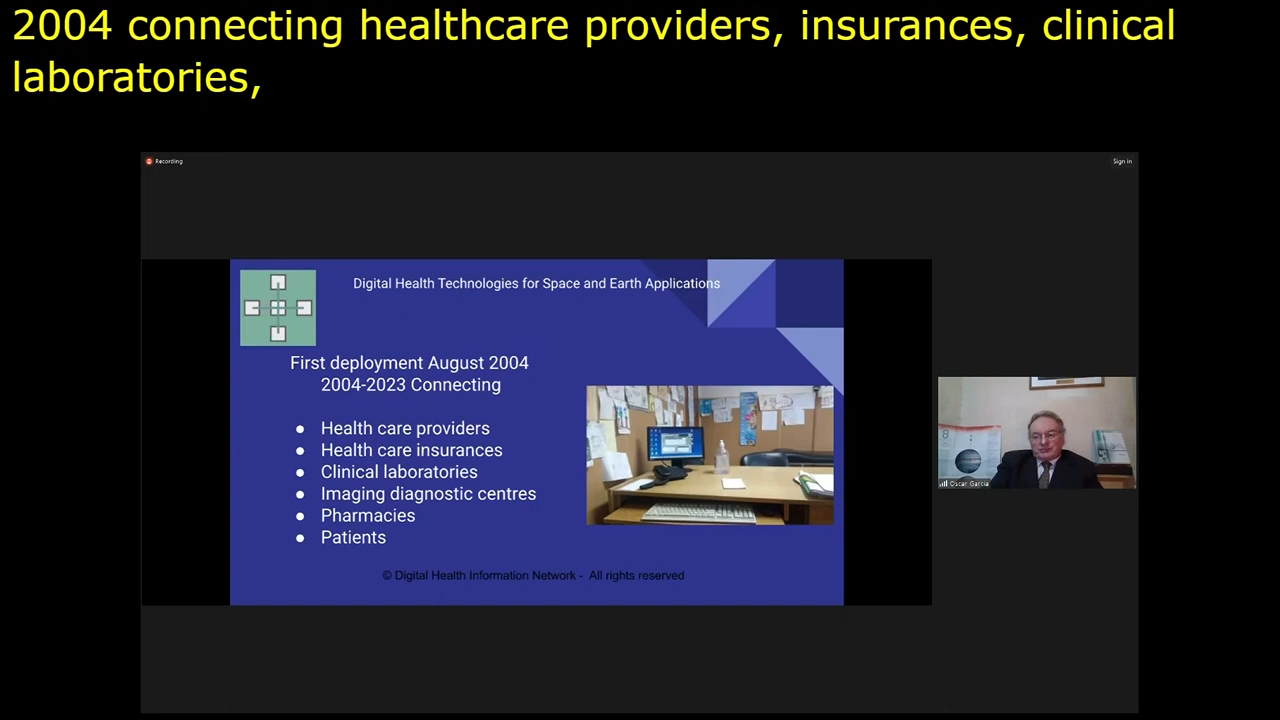 2004 connecting healthcare providers, insurances, clinical
laboratories,
Recording
Sign in
Digital Health Technologies for Space and Earth Applications
First deployment August 2004
2004-2023 Connecting
● Health care providers
● Health care insurances
● Clinical laboratories
● Imaging diagnostic centres
● Pharmacies
● Patients
© Digital Health Information Network - All rights reserved
8
Oscar Garcia